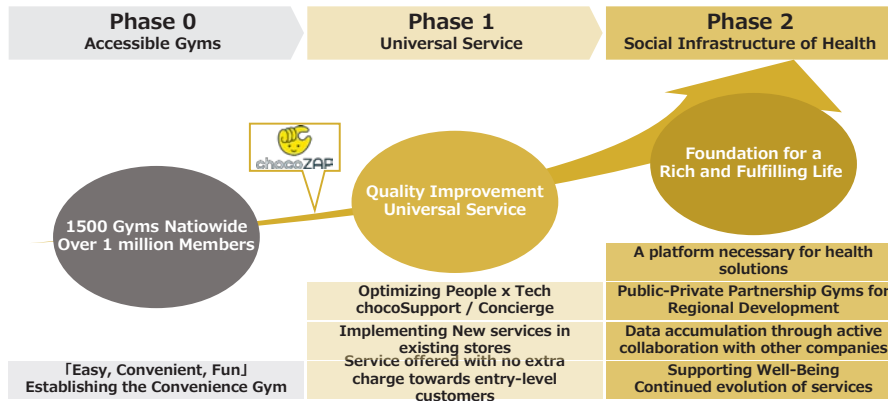 Phase 0
Accessible Gyms
Phase 1
Universal Service
Phase 2
Social Infrastructure of Health
chocoZAP
1500 Gyms Natiowide
Over 1 million Members
Quality Improvement
Universal Service
Foundation for a
Rich and Fulfilling Life
「Easy, Convenient, Fun」
Establishing the Convenience Gym
Optimizing People x Tech
chocoSupport / Concierge
Implementing New services in
existing stores
Service offered with no extra
charge towards entry-level
customers
A platform necessary for health
solutions
Public-Private Partnership Gyms for
Regional Development
Data accumulation through active
collaboration with other companies
Supporting Well-Being
Continued evolution of services